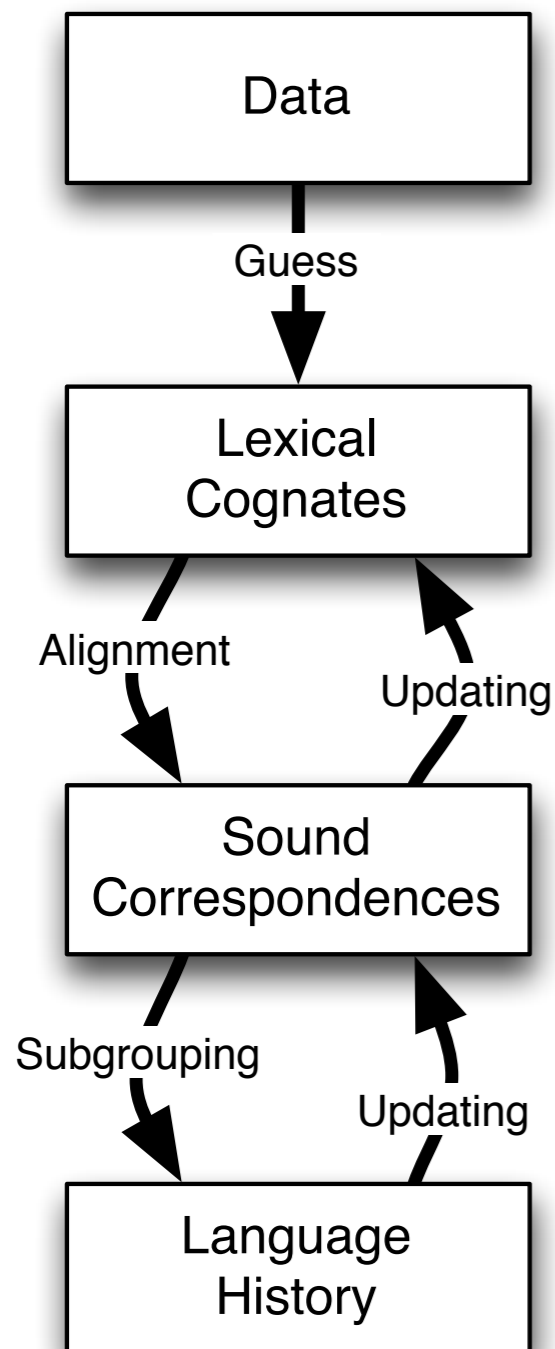 Data
Guess
Lexical
Cognates
Alignment
Updating
Sound
Correspondences
Subgrouping
Updating
Language
History